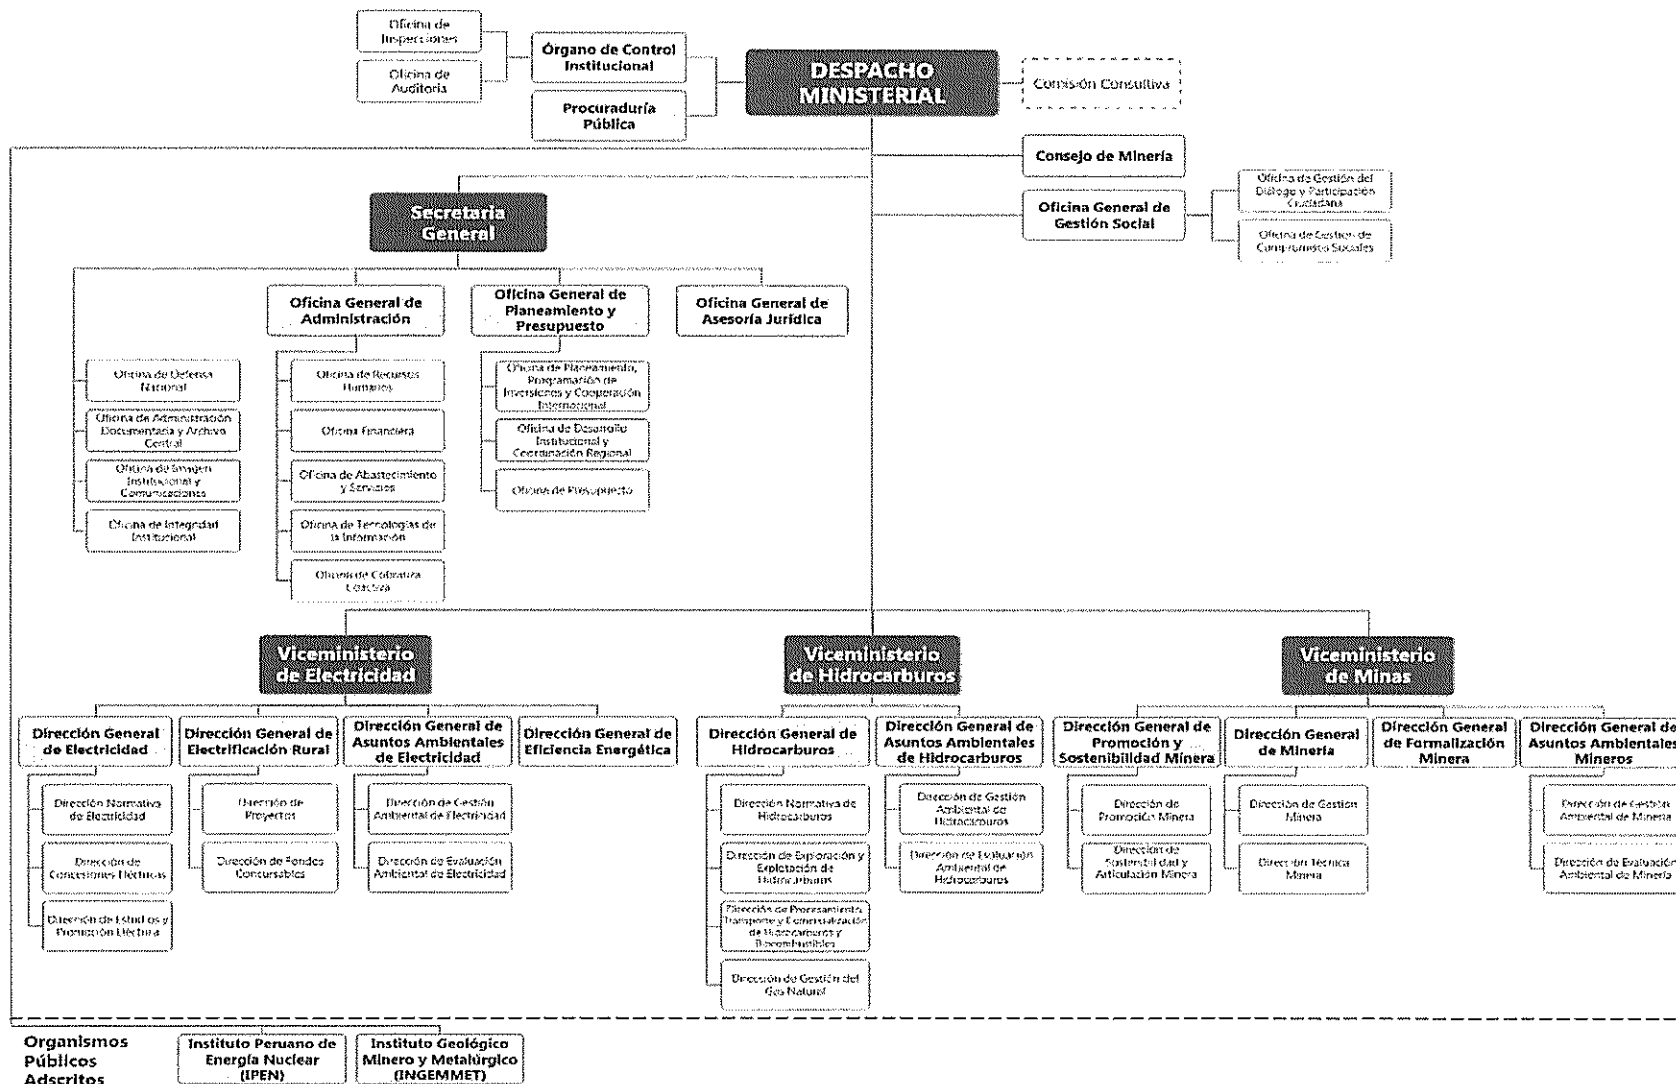 Oficina de
Inspecciones
Oficina de
Auditoría
Órgano de Control
Institucional
Procuraduría
Pública
DESPACHO
MINISTERIAL
Comisión Consultiva
Consejo de Minería
Oficina General de
Gestión Social
Oficina de Gestión del
Diálogo y Participación
Ciudadana
Oficina de Gestión de
Compromisos Sociales
Secretaria
General
Oficina General de
Administración
Oficina General de
Planeamiento y
Presupuesto
Oficina General de
Asesoría Jurídica
Oficina de Defensa
Nacional
Oficina de Administración
Documentaria y Archivo
Central
Oficina de Imagen
Institucional y
Comunicaciones
Oficina de Integridad
Institucional
Oficina de Recursos
Humanos
Oficina Financiera
Oficina de Abastecimiento
y Servicios
Oficina de Tecnologías de
la Información
Oficina de Cobranza
Coactiva
Oficina de Planeamiento,
Programación de
Inversiones y Cooperación
Internacional
Oficina de Desarrollo
Institucional y
Coordinación Regional
Oficina de Presupuesto
Viceministerio
de Electricidad
Viceministerio
de Hidrocarburos
Viceministerio
de Minas
Dirección General
de Electricidad
Dirección General de
Electrificación Rural
Dirección General de
Asuntos Ambientales
de Electricidad
Dirección General de
Eficiencia Energética
Dirección General de
Hidrocarburos
Dirección General de
Asuntos Ambientales
de Hidrocarburos
Dirección General de
Promoción y
Sostenibilidad Minera
Dirección General
de Minería
Dirección General
de Formalización
Minera
Dirección General de
Asuntos Ambientales
Mineros
Dirección Normativa
de Electricidad
Dirección de
Concesiones Eléctricas
Dirección de Estudios y
Promoción Eléctrica
Dirección de
Proyectos
Dirección de Fondos
Concursables
Dirección de Gestión
Ambiental de Electricidad
Dirección de Evaluación
Ambiental de Electricidad
Dirección Normativa de
Hidrocarburos
Dirección de Exploración y
Explotación de
Hidrocarburos
Dirección de Procesamiento,
Transporte y Comercialización
de Hidrocarburos y
Biocombustibles
Dirección de Gestión del
Gas Natural
Dirección de Gestión
Ambiental de
Hidrocarburos
Dirección de Evaluación
Ambiental de
Hidrocarburos
Dirección de
Promoción Minera
Dirección de
Sostenibilidad y
Articulación Minera
Dirección de Gestión
Minera
Dirección Técnica
Minera
Dirección de Gestión
Ambiental de Minería
Dirección de Evaluación
Ambiental de Minería
Organismos
Públicos
Adscritos
Instituto Peruano de
Energía Nuclear
(IPEN)
Instituto Geológico
Minero y Metalúrgico
(INGEMMET)